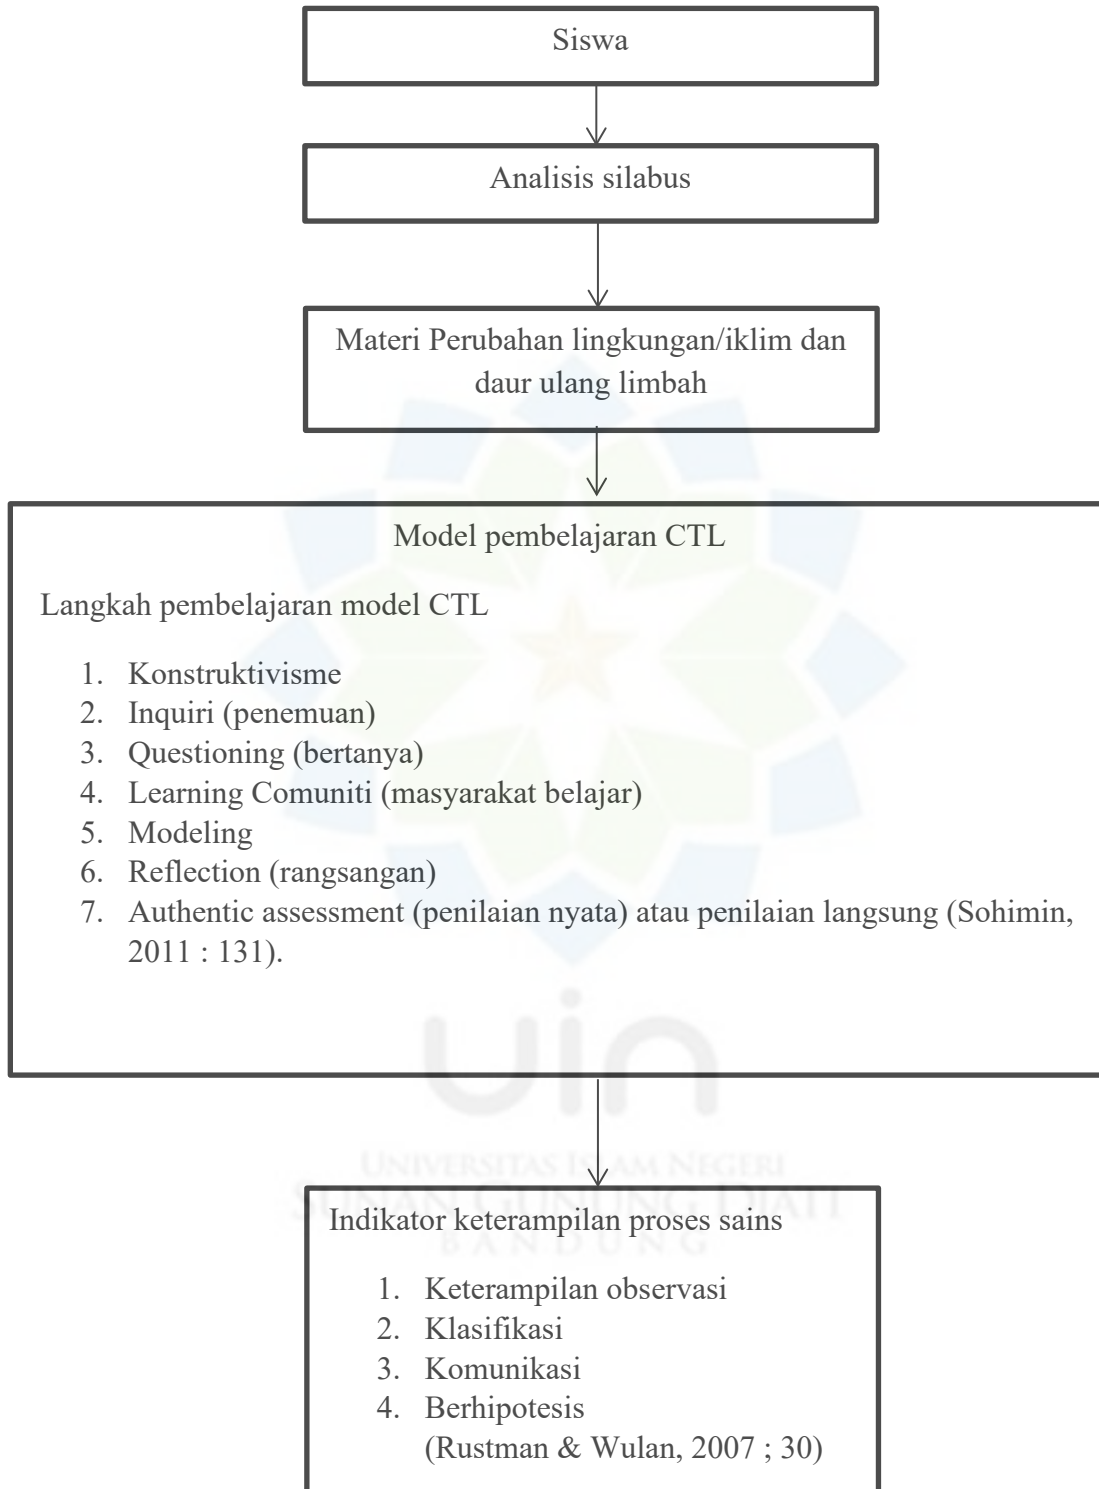 Siswa
Analisis silabus
Materi Perubahan lingkungan/iklim dan
daur ulang limbah
Model pembelajaran CTL
Langkah pembelajaran model CTL
1. Konstruktivisme
2. Inquiri (penemuan)
3. Questioning (bertanya)
4. Learning Comuniti (masyarakat belajar)
5. Modeling
6. Reflection (rangsangan)
7. Authentic assessment (penilaian nyata) atau penilaian langsung (Sohimin,
2011 : 131).
uin
UNIVERSITAS ISLAM NEGERI
SUNAN GUNUNG DJATI
BANDUNG
Indikator keterampilan proses sains
1. Keterampilan observasi
2. Klasifikasi
3. Komunikasi
4. Berhipotesis
(Rustman & Wulan, 2007 ; 30)